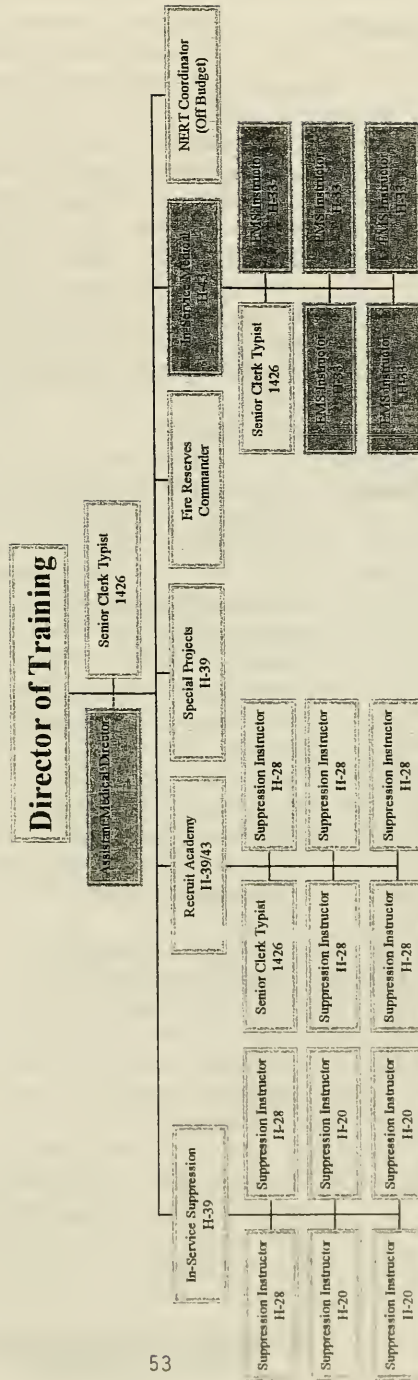 Director of Training
Assistant Medical Director
Senior Clerk Typist
1426
In-Service Suppression
H-39
Recruit Academy
H-39/43
Special Projects
H-39
Fire Reserves
Commander
In-Service Medical
H-43
NERT Coordinator
(Off Budget)
Suppression Instructor
H-28
Suppression Instructor
H-28
Suppression Instructor
H-20
Suppression Instructor
H-20
Suppression Instructor
H-20
Suppression Instructor
H-20
Senior Clerk Typist
1426
Suppression Instructor
H-28
Suppression Instructor
H-28
Suppression Instructor
H-28
Suppression Instructor
H-28
Suppression Instructor
H-28
Senior Clerk Typist
1426
EMS Instructor
H-33
EMS Instructor
H-33
EMS Instructor
H-33
EMS Instructor
H-33
EMS Instructor
H-33
53